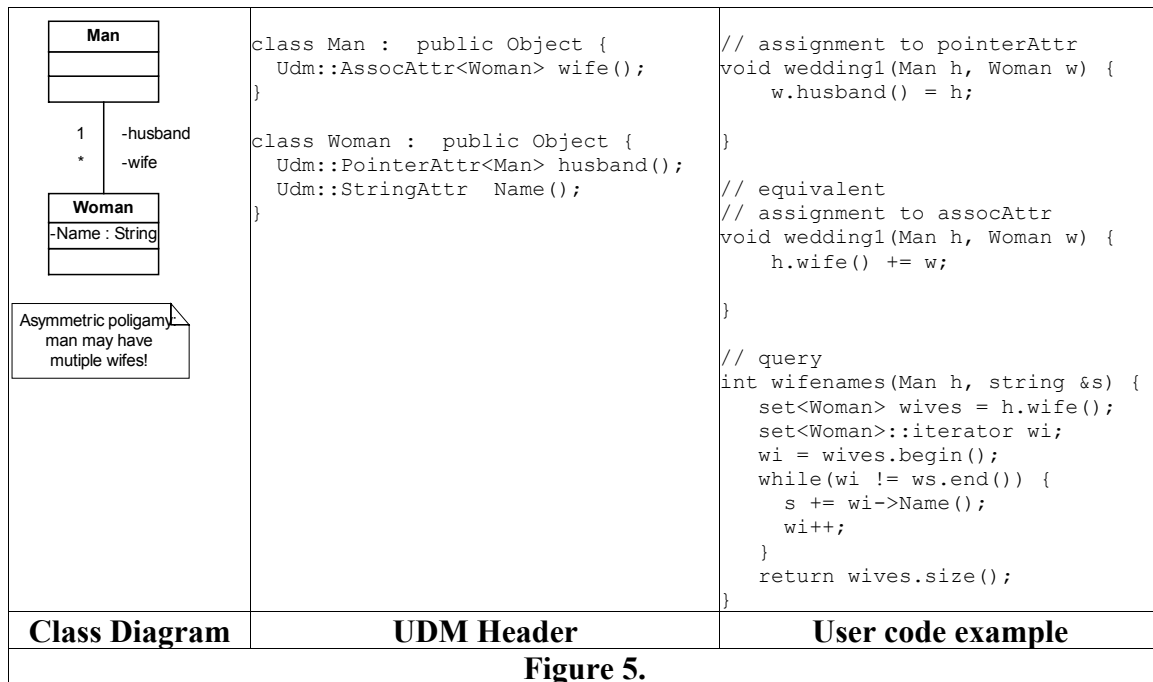 Man
1 -husband
* -wife
Woman
-Name : String
Asymmetric poligamy:
man may have
mutiple wifes!
class Man :  public Object {
  Udm::AssocAttr<Woman> wife();
}
class Woman :  public Object {
  Udm::PointerAttr<Man> husband();
  Udm::StringAttr  Name();
}
// assignment to pointerAttr
void wedding1(Man h, Woman w) {
    w.husband() = h;
}
// equivalent
// assignment to assocAttr
void wedding1(Man h, Woman w) {
    h.wife() += w;
}
// query
int wifenames(Man h, string &s) {
   set<Woman> wives = h.wife();
   set<Woman>::iterator wi;
   wi = wives.begin();
   while(wi != ws.end()) {
     s += wi->Name();
     wi++;
   }
   return wives.size();
}
Class Diagram
UDM Header
User code example
Figure 5.